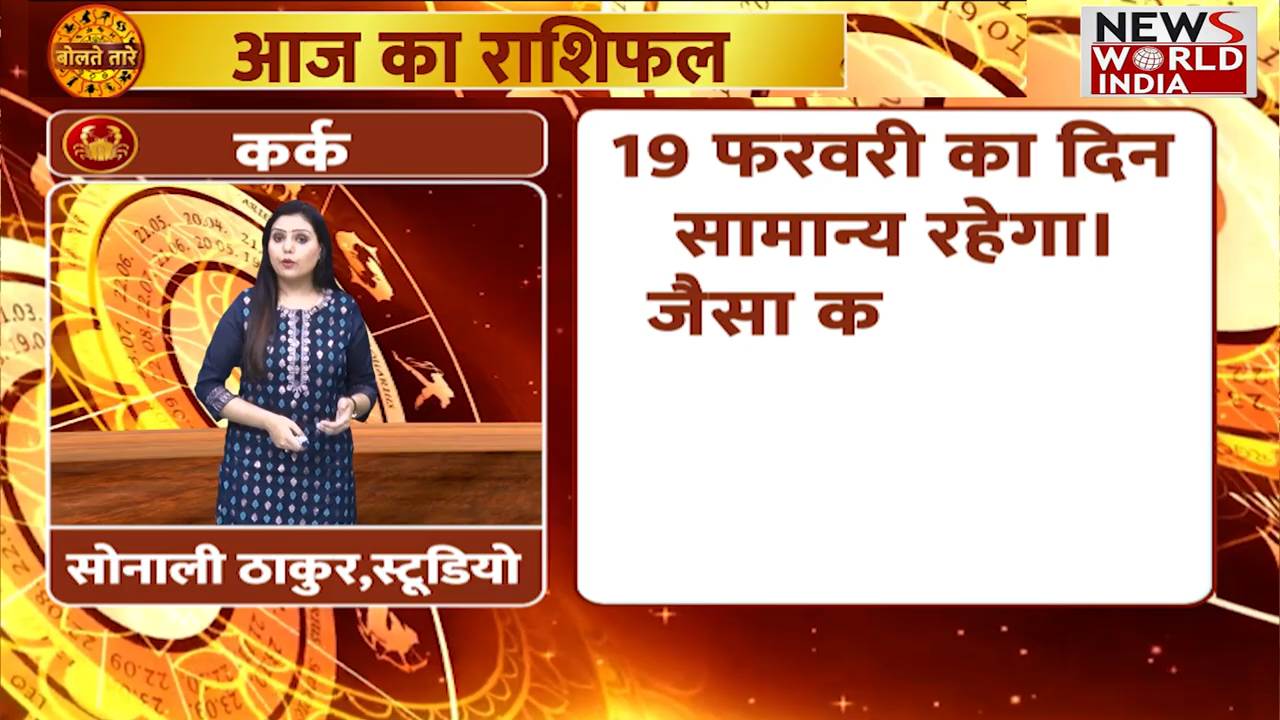 बोलते तारे
आज का राशिफल
NEWS
WORLD
INDIA
कर्क
19 फरवरी का दिन
सामान्य रहेगा।
जैसा क
सोनाली ठाकुर,स्टूडियो